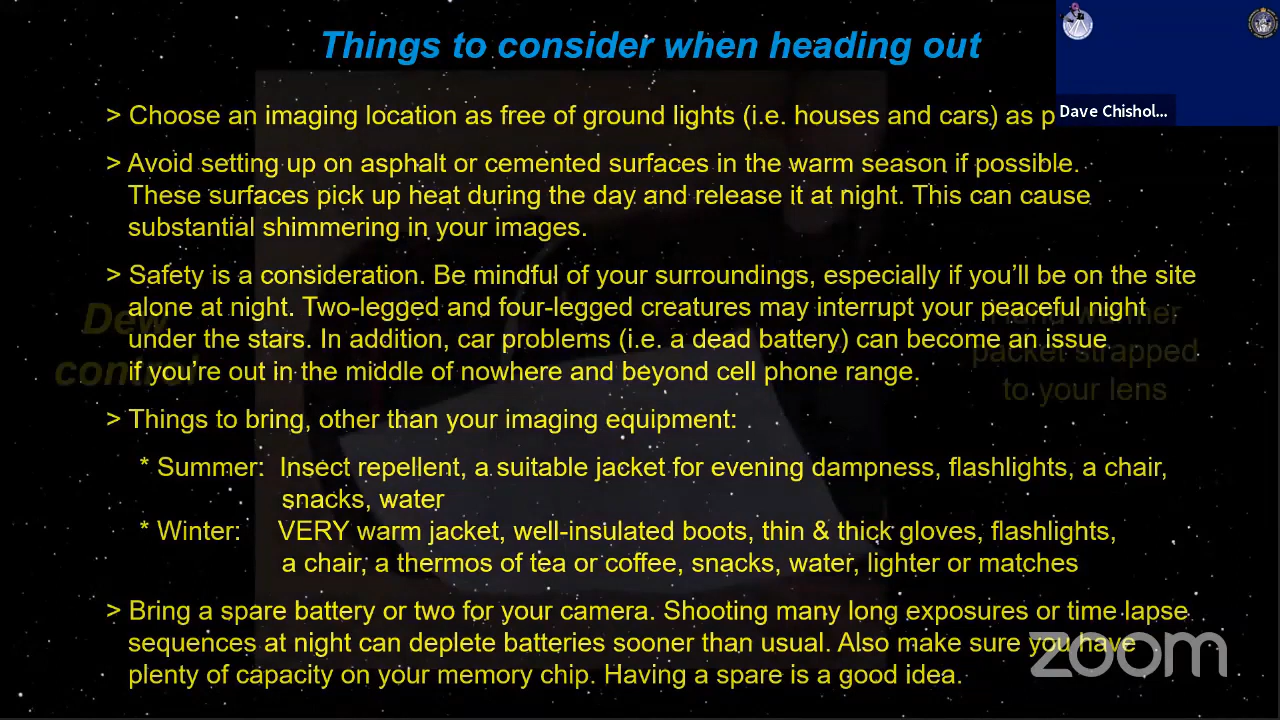 Things to consider when heading out
> Choose an imaging location as free of ground lights (i.e. houses and cars) as p
Dave Chishol...
> Avoid setting up on asphalt or cemented surfaces in the warm season if possible.
These surfaces pick up heat during the day and release it at night. This can cause
substantial shimmering in your images.
> Safety is a consideration. Be mindful of your surroundings, especially if you'll be on the site
alone at night. Two-legged and four-legged creatures may interrupt your peaceful night
under the stars. In addition, car problems (i.e. a dead battery) can become an issue
if you're out in the middle of nowhere and beyond cell phone range.
Dew
control
Hand warmer
packet strapped
to your lens
> Things to bring, other than your imaging equipment:
* Summer: Insect repellent, a suitable jacket for evening dampness, flashlights, a chair,
snacks, water
* Winter: VERY warm jacket, well-insulated boots, thin & thick gloves, flashlights,
a chair, a thermos of tea or coffee, snacks, water, lighter or matches
> Bring a spare battery or two for your camera. Shooting many long exposures or time lapse
sequences at night can deplete batteries sooner than usual. Also make sure you have
plenty of capacity on your memory chip. Having a spare is a good idea.
zoom